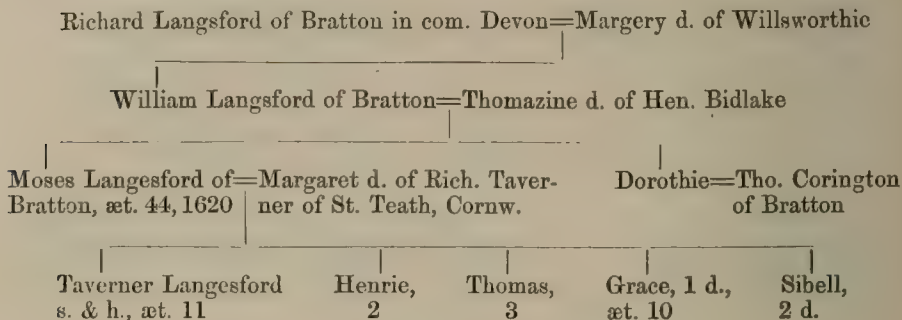 Richard Langsford of Bratton in com. Devon=Margery d. of Willsworthie
William Langsford of Bratton=Thomazine d. of Hen. Bidlake
Moses Langesford of=Margaret d. of Rich. Taver- Dorothie=Tho. Corington
Bratton, æt. 44, 1620 ner of St. Teath, Cornw. of Bratton
Taverner Langesford Henrie, Thomas, Grace, 1 d., Sibell,
s. & h., æt. 11 2 3 æt. 10 2 d.